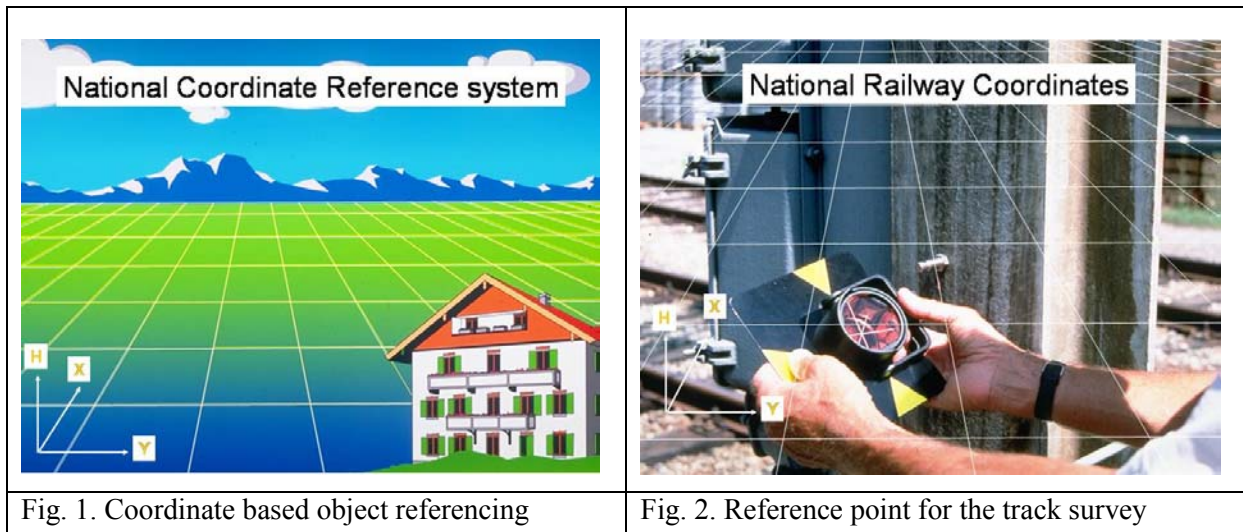 National Coordinate Reference system
H
X
Y
Fig. 1. Coordinate based object referencing
National Railway Coordinates
H
X
Y
Fig. 2. Reference point for the track survey